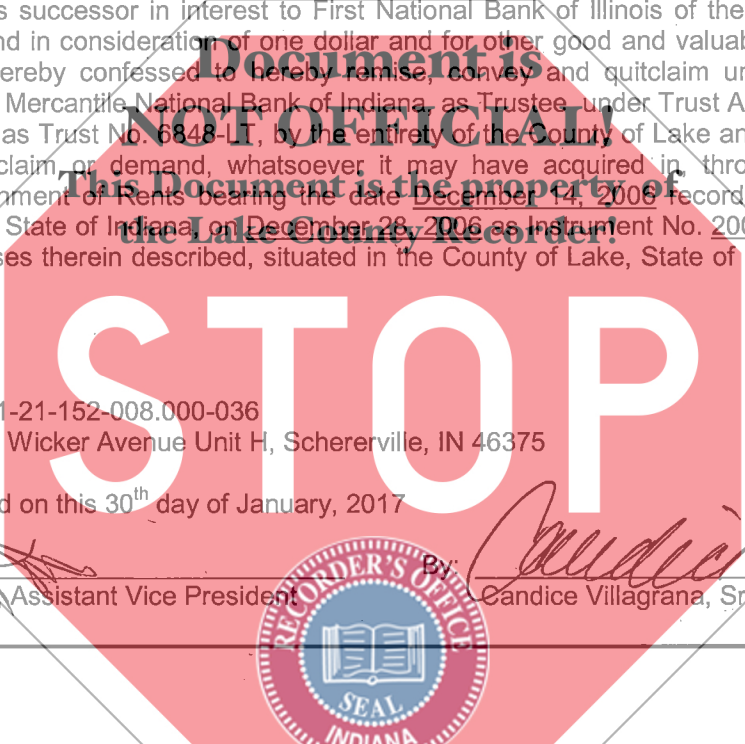 s successor in interest to First National Bank of Illinois of the
nd in consideration of one dollar and for other good and valuab
Document is
ereby confessed to hereby remise, convey and quitclaim un
Mercantile National Bank of Indiana, as Trustee under Trust A
NOT OFFICIAL!
as Trust No. 6848-LT, by the entirety of the County of Lake an
claim or demand, whatsoever it may have acquired in, thro
This Document is the property of
nment of Rents bearing the date December 14, 2006 record
State of Indiana, on December 28, 2006 as Instrument No. 200
the Lake County Recorder!
ses therein described, situated in the County of Lake, State of
STOP
1-21-152-008.000-036
Wicker Avenue Unit H, Schererville, IN 46375
d on this 30th day of January, 2017
By: Candice
Assistant Vice President
Candice Villagrana, Sr
RECORDER'S OFFICE
SEAL
INDIANA